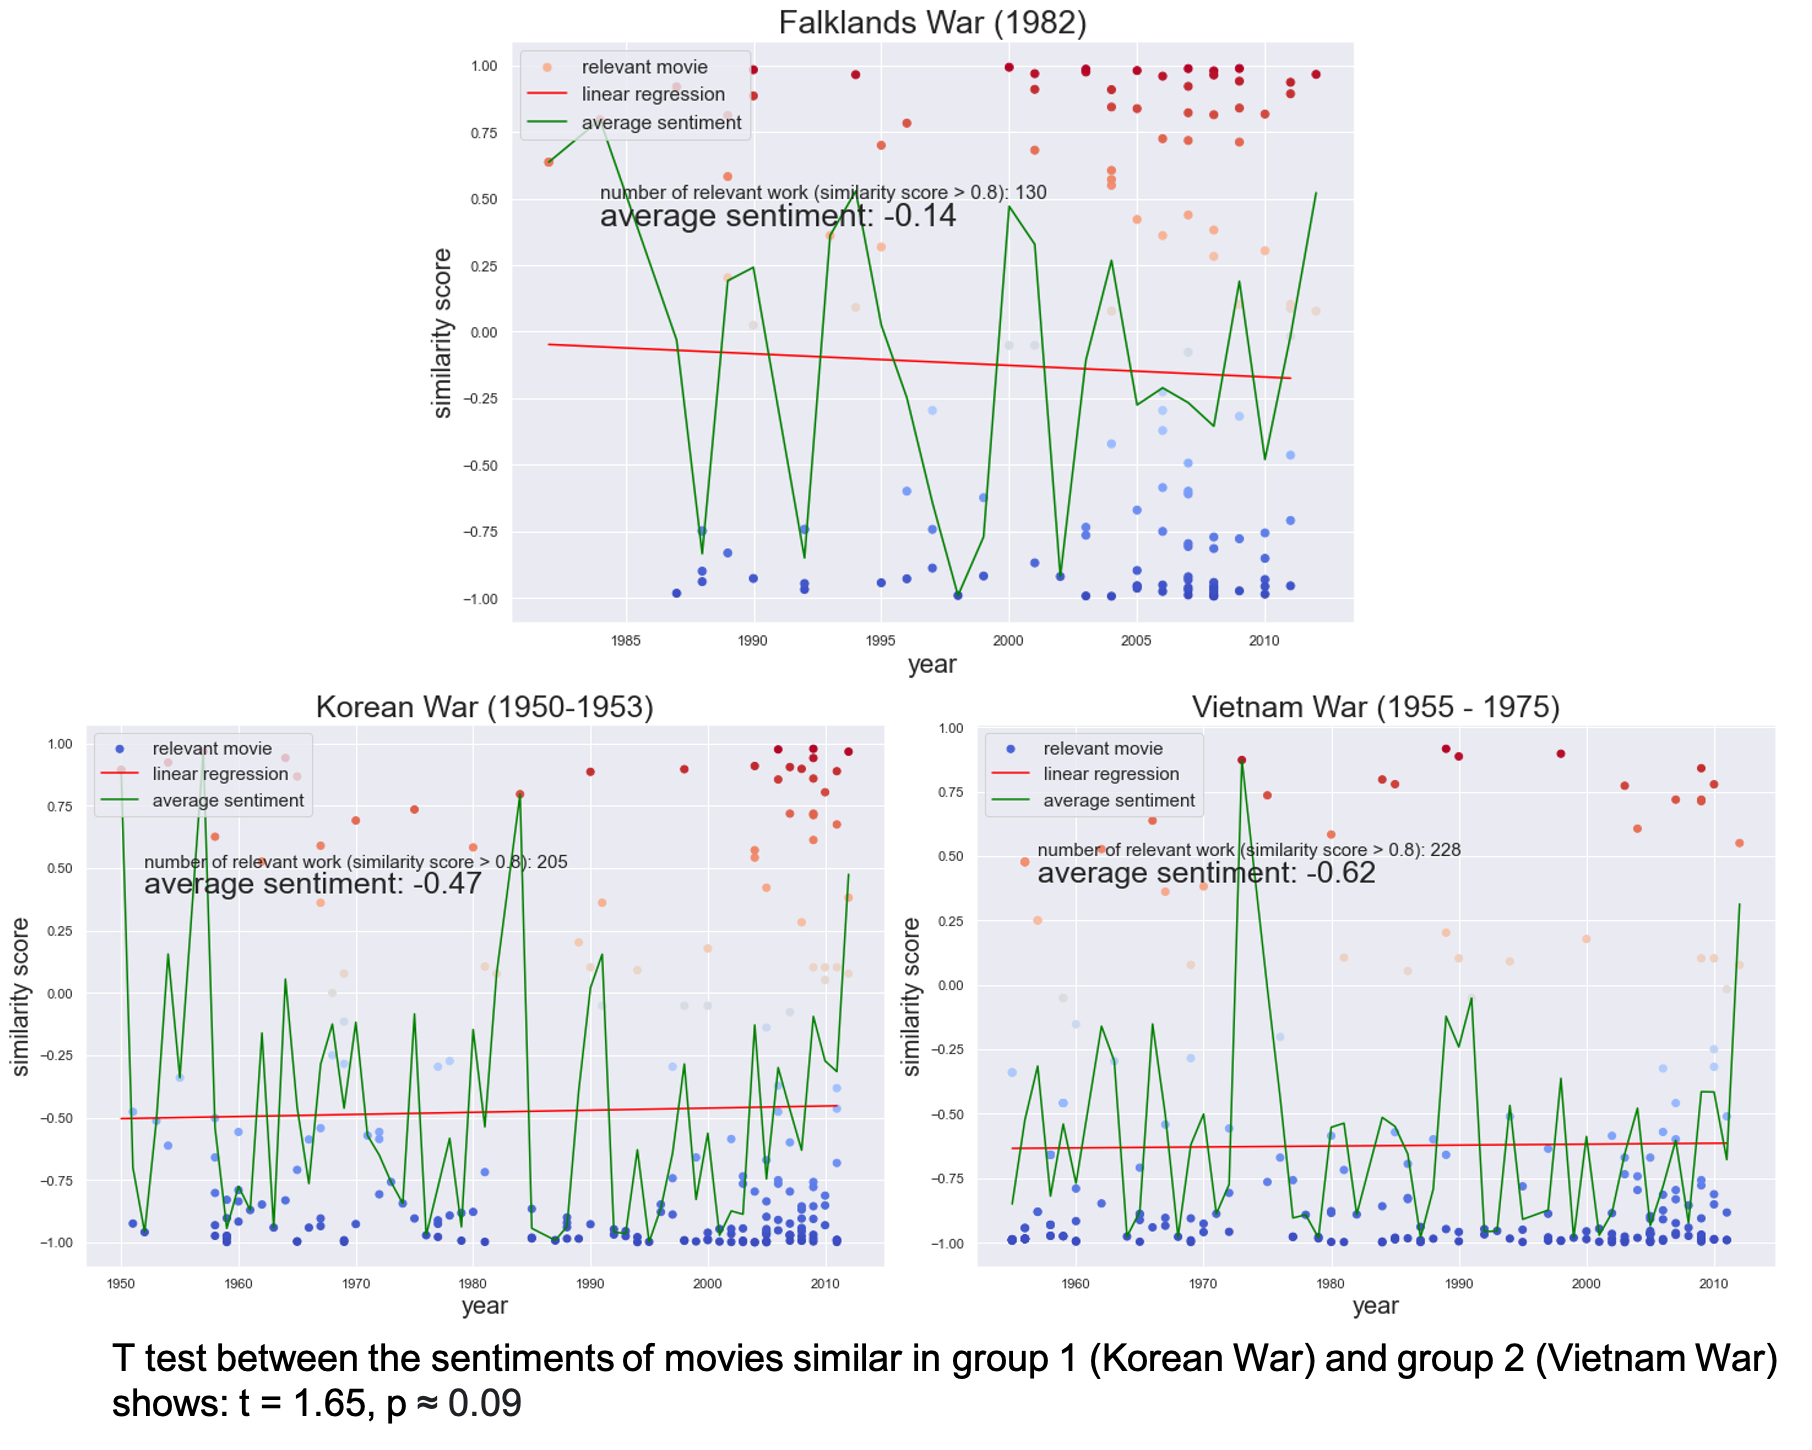 Falklands War (1982)
relevant movie
linear regression
average sentiment
number of relevant work (similarity score > 0.8): 130
average sentiment: -0.14
similarity score
1.00
0.75
0.50
0.25
0.00
−0.25
−0.50
−0.75
−1.00
1985 1990 1995 2000 2005 2010
year
Korean War (1950-1953)
relevant movie
linear regression
average sentiment
number of relevant work (similarity score > 0.8): 205
average sentiment: -0.47
similarity score
1.00
0.75
0.50
0.25
0.00
−0.25
−0.50
−0.75
−1.00
1950 1960 1970 1980 1990 2000 2010
year
Vietnam War (1955 - 1975)
relevant movie
linear regression
average sentiment
number of relevant work (similarity score > 0.8): 228
average sentiment: -0.62
similarity score
1.00
0.75
0.50
0.25
0.00
−0.25
−0.50
−0.75
−1.00
1960 1970 1980 1990 2000 2010
year
T test between the sentiments of movies similar in group 1 (Korean War) and group 2 (Vietnam War)
shows: t = 1.65, p ≈ 0.09